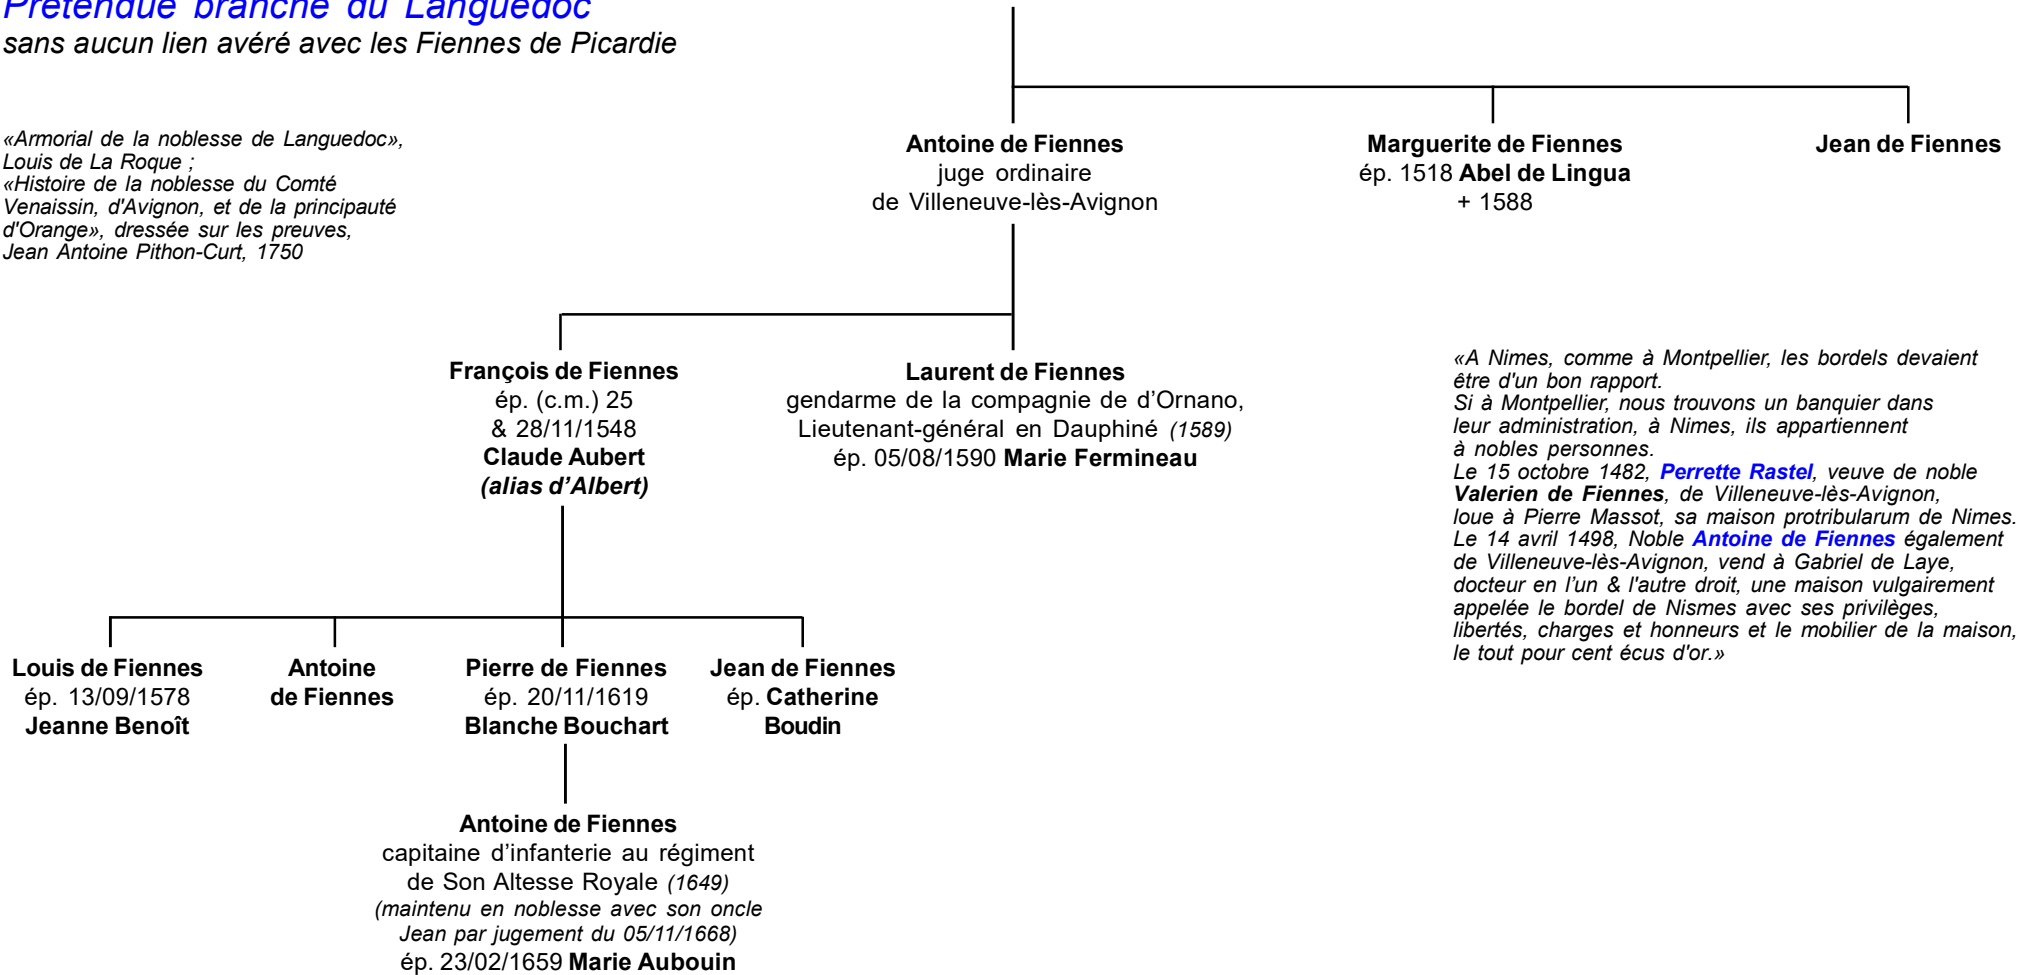 Prétendue branche du Languedoc
sans aucun lien avéré avec les Fiennes de Picardie
«Armorial de la noblesse de Languedoc»,
Louis de La Roque ;
«Histoire de la noblesse du Comté
Venaissin, d'Avignon, et de la principauté
d'Orange», dressée sur les preuves,
Jean Antoine Pithon-Curt, 1750
Antoine de Fiennes
juge ordinaire
de Villeneuve-lès-Avignon
Marguerite de Fiennes
ép. 1518 Abel de Lingua
+ 1588
Jean de Fiennes
François de Fiennes
ép. (c.m.) 25
& 28/11/1548
Claude Aubert
(alias d’Albert)
Laurent de Fiennes
gendarme de la compagnie de d’Ornano,
Lieutenant-général en Dauphiné (1589)
ép. 05/08/1590 Marie Fermineau
«A Nimes, comme à Montpellier, les bordels devaient
être d'un bon rapport.
Si à Montpellier, nous trouvons un banquier dans
leur administration, à Nimes, ils appartiennent
à nobles personnes.
Le 15 octobre 1482, Perrette Rastel, veuve de noble
Valerien de Fiennes, de Villeneuve-lès-Avignon,
loue à Pierre Massot, sa maison protribularum de Nimes.
Le 14 avril 1498, Noble Antoine de Fiennes également
de Villeneuve-lès-Avignon, vend à Gabriel de Laye,
docteur en l’un & l'autre droit, une maison vulgairement
appelée le bordel de Nismes avec ses privilèges,
libertés, charges et honneurs et le mobilier de la maison,
le tout pour cent écus d'or.»
Louis de Fiennes
ép. 13/09/1578
Jeanne Benoît
Antoine
de Fiennes
Pierre de Fiennes
ép. 20/11/1619
Blanche Bouchart
Jean de Fiennes
ép. Catherine
Boudin
Antoine de Fiennes
capitaine d’infanterie au régiment
de Son Altesse Royale (1649)
(maintenu en noblesse avec son oncle
Jean par jugement du 05/11/1668)
ép. 23/02/1659 Marie Aubouin